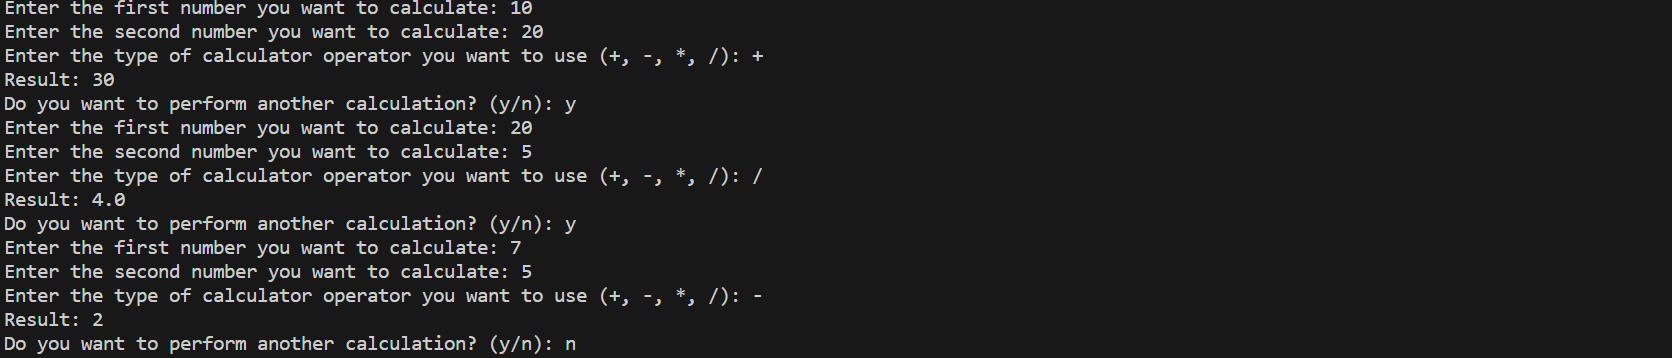 Enter the first number you want to calculate: 10
Enter the second number you want to calculate: 20
Enter the type of calculator operator you want to use (+, -, *, /): +
Result: 30
Do you want to perform another calculation? (y/n): y
Enter the first number you want to calculate: 20
Enter the second number you want to calculate: 5
Enter the type of calculator operator you want to use (+, -, *, /): /
Result: 4.0
Do you want to perform another calculation? (y/n): y
Enter the first number you want to calculate: 7
Enter the second number you want to calculate: 5
Enter the type of calculator operator you want to use (+, -, *, /): -
Result: 2
Do you want to perform another calculation? (y/n): n